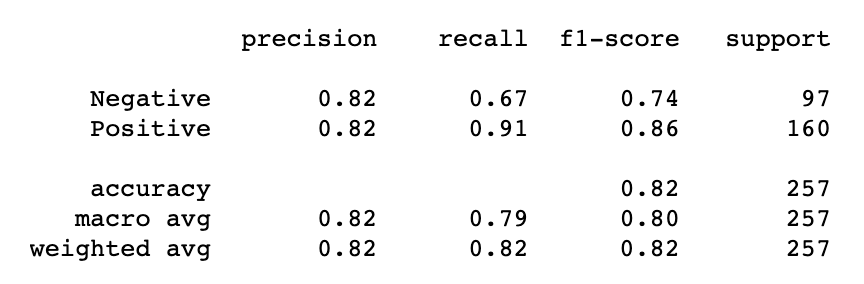 precision recall f1-score support
Negative 0.82 0.67 0.74 97
Positive 0.82 0.91 0.86 160
accuracy 0.82 257
macro avg 0.82 0.79 0.80 257
weighted avg 0.82 0.82 0.82 257